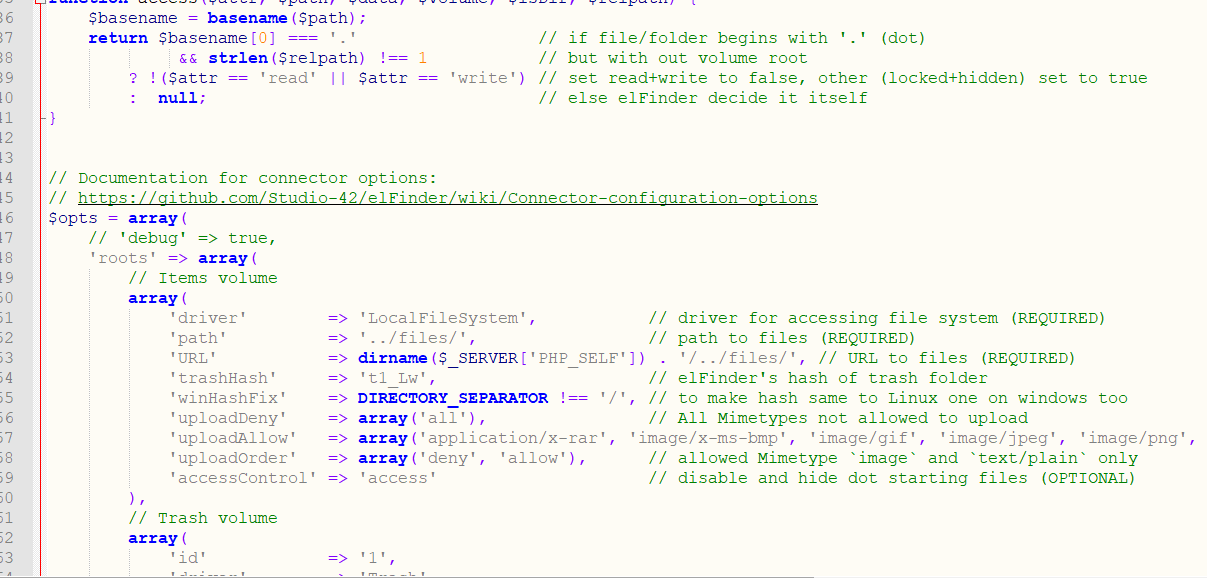 function access($attr, $path, $data, $volume, $isDir, $relpath) {
36 $basename = basename($path);
37 return $basename[0] === '.' // if file/folder begins with '.' (dot)
38 && strlen($relpath) !== 1 // but with out volume root
39 ? !($attr == 'read' || $attr == 'write') // set read+write to false, other (locked+hidden) set to true
40 : null; // else elFinder decide it itself
41 }
42
43
44 // Documentation for connector options:
45 // https://github.com/Studio-42/elFinder/wiki/Connector-configuration-options
46 $opts = array(
47 // 'debug' => true,
48 'roots' => array(
49 // Items volume
50 array(
51 'driver' => 'LocalFileSystem', // driver for accessing file system (REQUIRED)
52 'path' => '../files/', // path to files (REQUIRED)
53 'URL' => dirname($_SERVER['PHP_SELF']) . '/../files/', // URL to files (REQUIRED)
54 'trashHash' => 't1_Lw', // elFinder's hash of trash folder
55 'winHashFix' => DIRECTORY_SEPARATOR !== '/', // to make hash same to Linux one on windows too
56 'uploadDeny' => array('all'), // All Mimetypes not allowed to upload
57 'uploadAllow' => array('application/x-rar', 'image/x-ms-bmp', 'image/gif', 'image/jpeg', 'image/png',
58 'uploadOrder' => array('deny', 'allow'), // allowed Mimetype `image` and `text/plain` only
59 'accessControl' => 'access' // disable and hide dot starting files (OPTIONAL)
60 ),
61 // Trash volume
62 array(
63 'id' => '1',